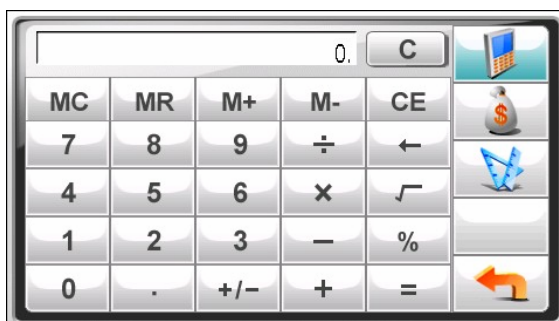 0. C
MC MR M+ M- CE
$
7 8 9 ÷ ←
4 5 6 × √
1 2 3 − %
0 . +/− + =